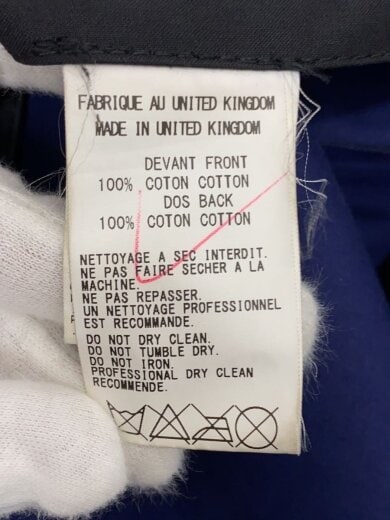 FABRIQUE AU UNITED KINGDOM
MADE IN UNITED KINGDOM
DEVANT FRONT
100% COTON COTTON
DOS BACK
100% COTON COTTON
NETTOYAGE A SEC INTERDIT.
NE PAS FAIRE SECHER A LA
MACHINE.
NE PAS REPASSER.
UN NETTOYAGE PROFESSIONNEL
EST RECOMMANDE.
DO NOT DRY CLEAN.
DO NOT TUMBLE DRY.
DO NOT IRON.
PROFESSIONAL DRY CLEAN
RECOMMENDE.